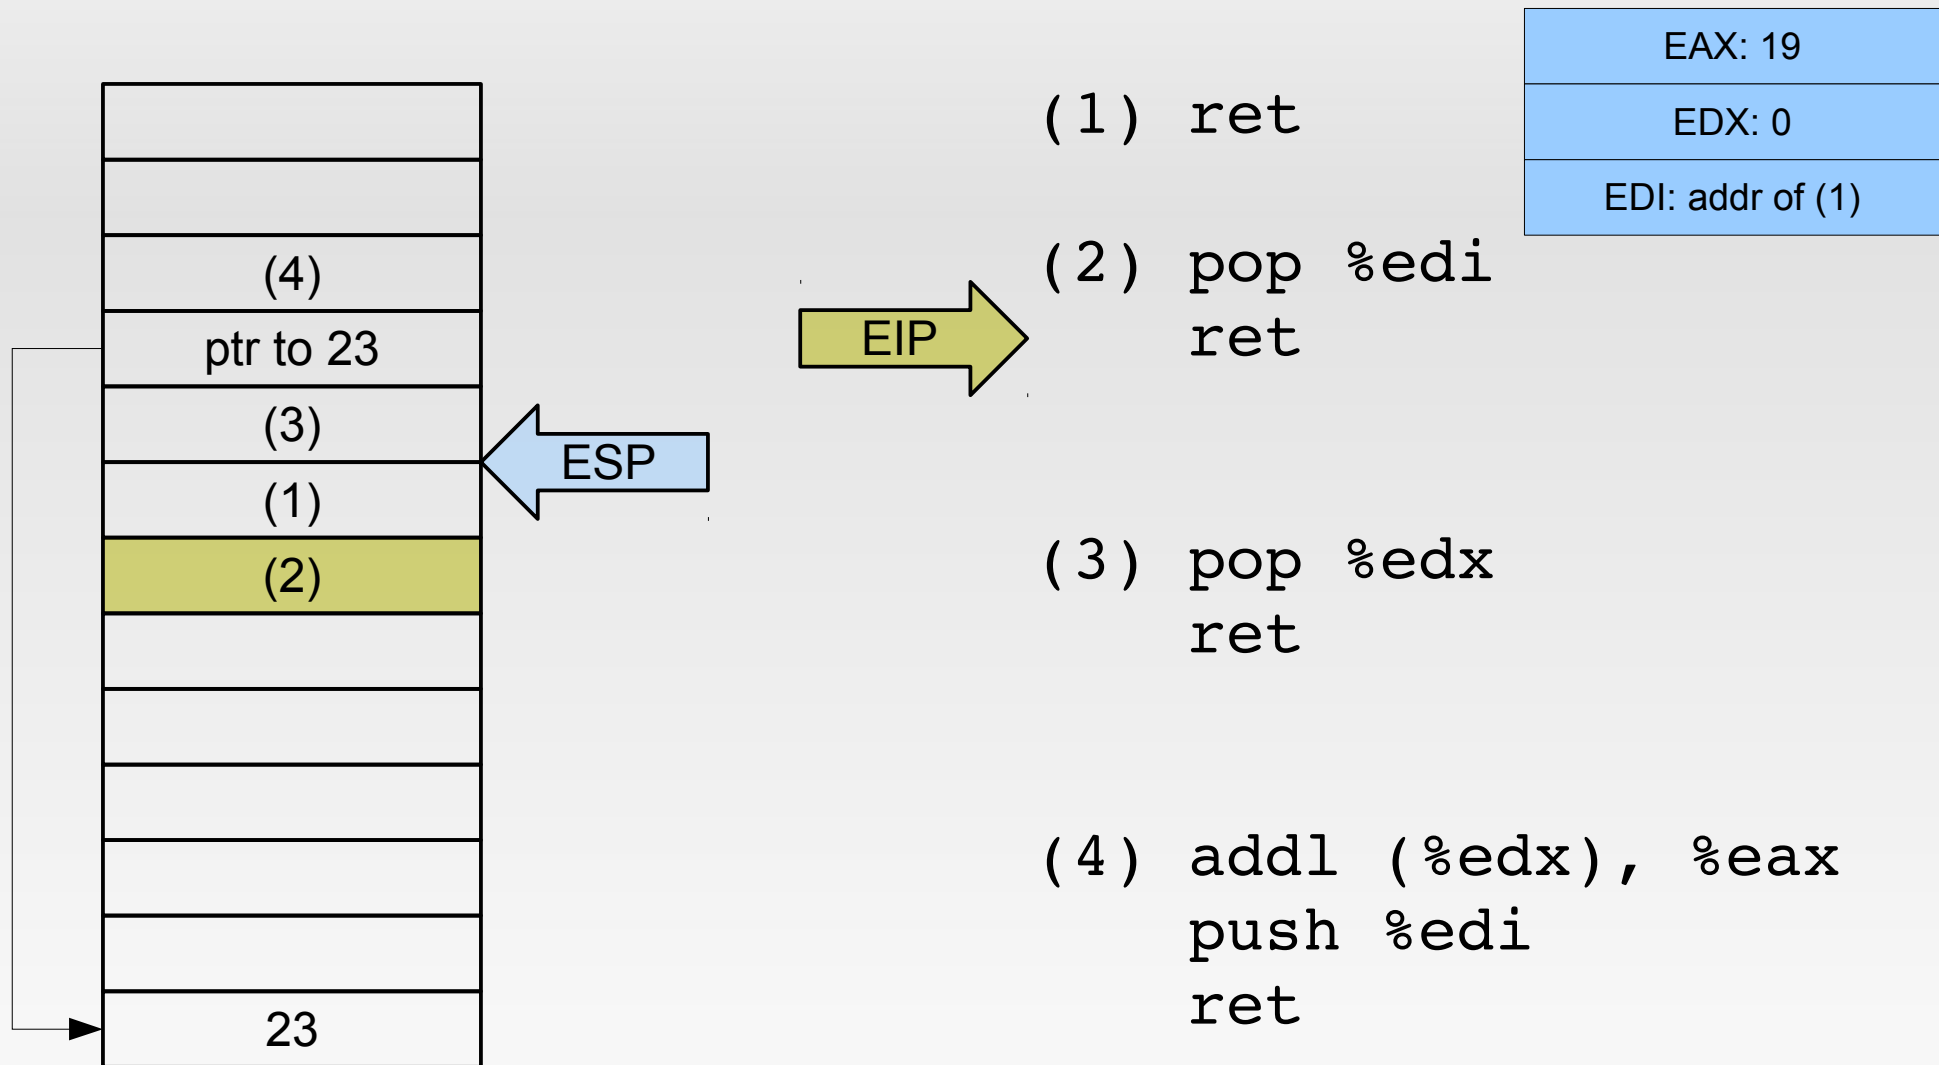 (4)
ptr to 23
(3)
(1)
(2)
23
ESP
EIP
(1) ret
(2) pop %edi
ret
(3) pop %edx
ret
(4) addl (%edx), %eax
push %edi
ret
EAX: 19
EDX: 0
EDI: addr of (1)